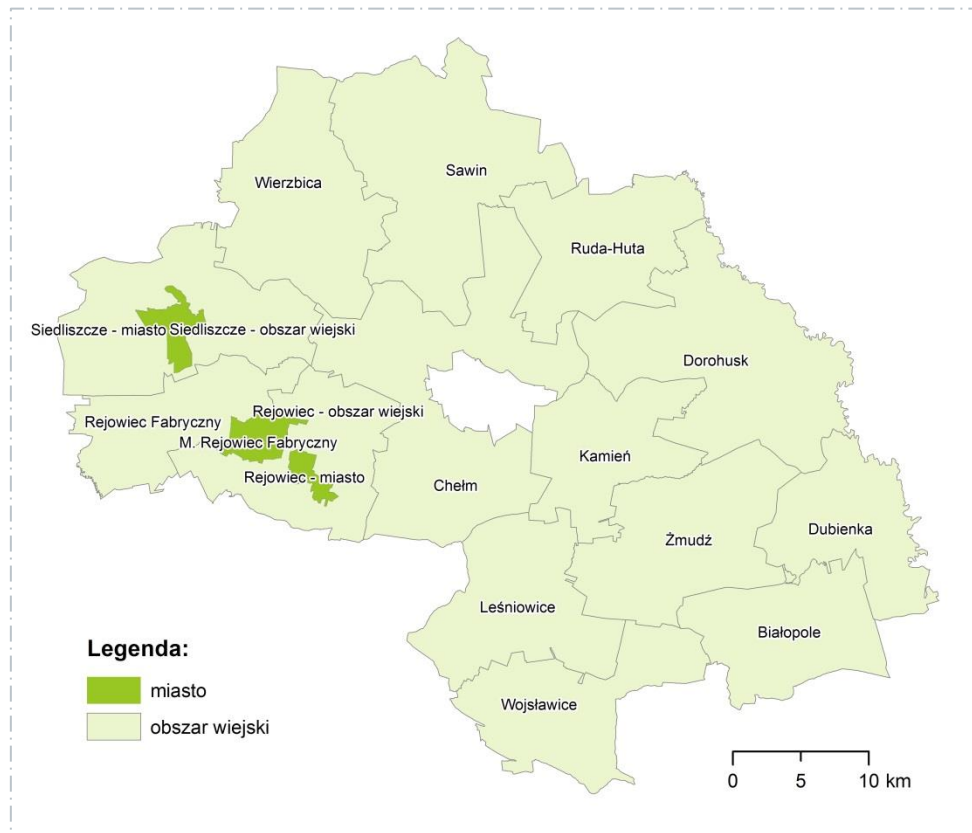 Sawin
Wierzbica
Ruda-Huta
Siedliszcze - miasto
Siedliszcze - obszar wiejski
Dorohusk
Rejowiec - obszar wiejski
Rejowiec Fabryczny
M. Rejowiec Fabryczny
Kamień
Rejowiec - miasto
Chełm
Dubienka
Żmudź
Leśniowice
Białopole
Wojsławice
Legenda:
miasto
obszar wiejski
0 5 10 km